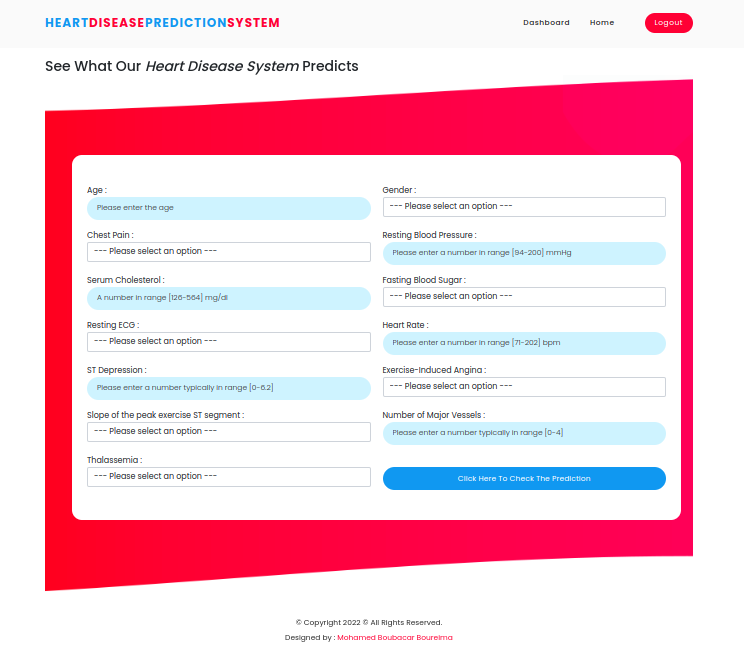 HEARTDISEASEPREDICTIONSYSTEM
Dashboard
Home
Logout
See What Our Heart Disease System Predicts
Age :
Please enter the age
Gender :
--- Please select an option ---
Chest Pain :
--- Please select an option ---
Resting Blood Pressure :
Please enter a number in range [94-200] mmHg
Serum Cholesterol :
A number in range [126-564] mg/dl
Fasting Blood Sugar :
--- Please select an option ---
Resting ECG :
--- Please select an option ---
Heart Rate :
Please enter a number in range [71-202] bpm
ST Depression :
Please enter a number typically in range [0-6.2]
Exercise-Induced Angina :
--- Please select an option ---
Slope of the peak exercise ST segment :
--- Please select an option ---
Number of Major Vessels :
Please enter a number typically in range [0-4]
Thalassemia :
--- Please select an option ---
Click Here To Check The Prediction
© Copyright 2022 © All Rights Reserved.
Designed by : Mohamed Boubacar Boureima